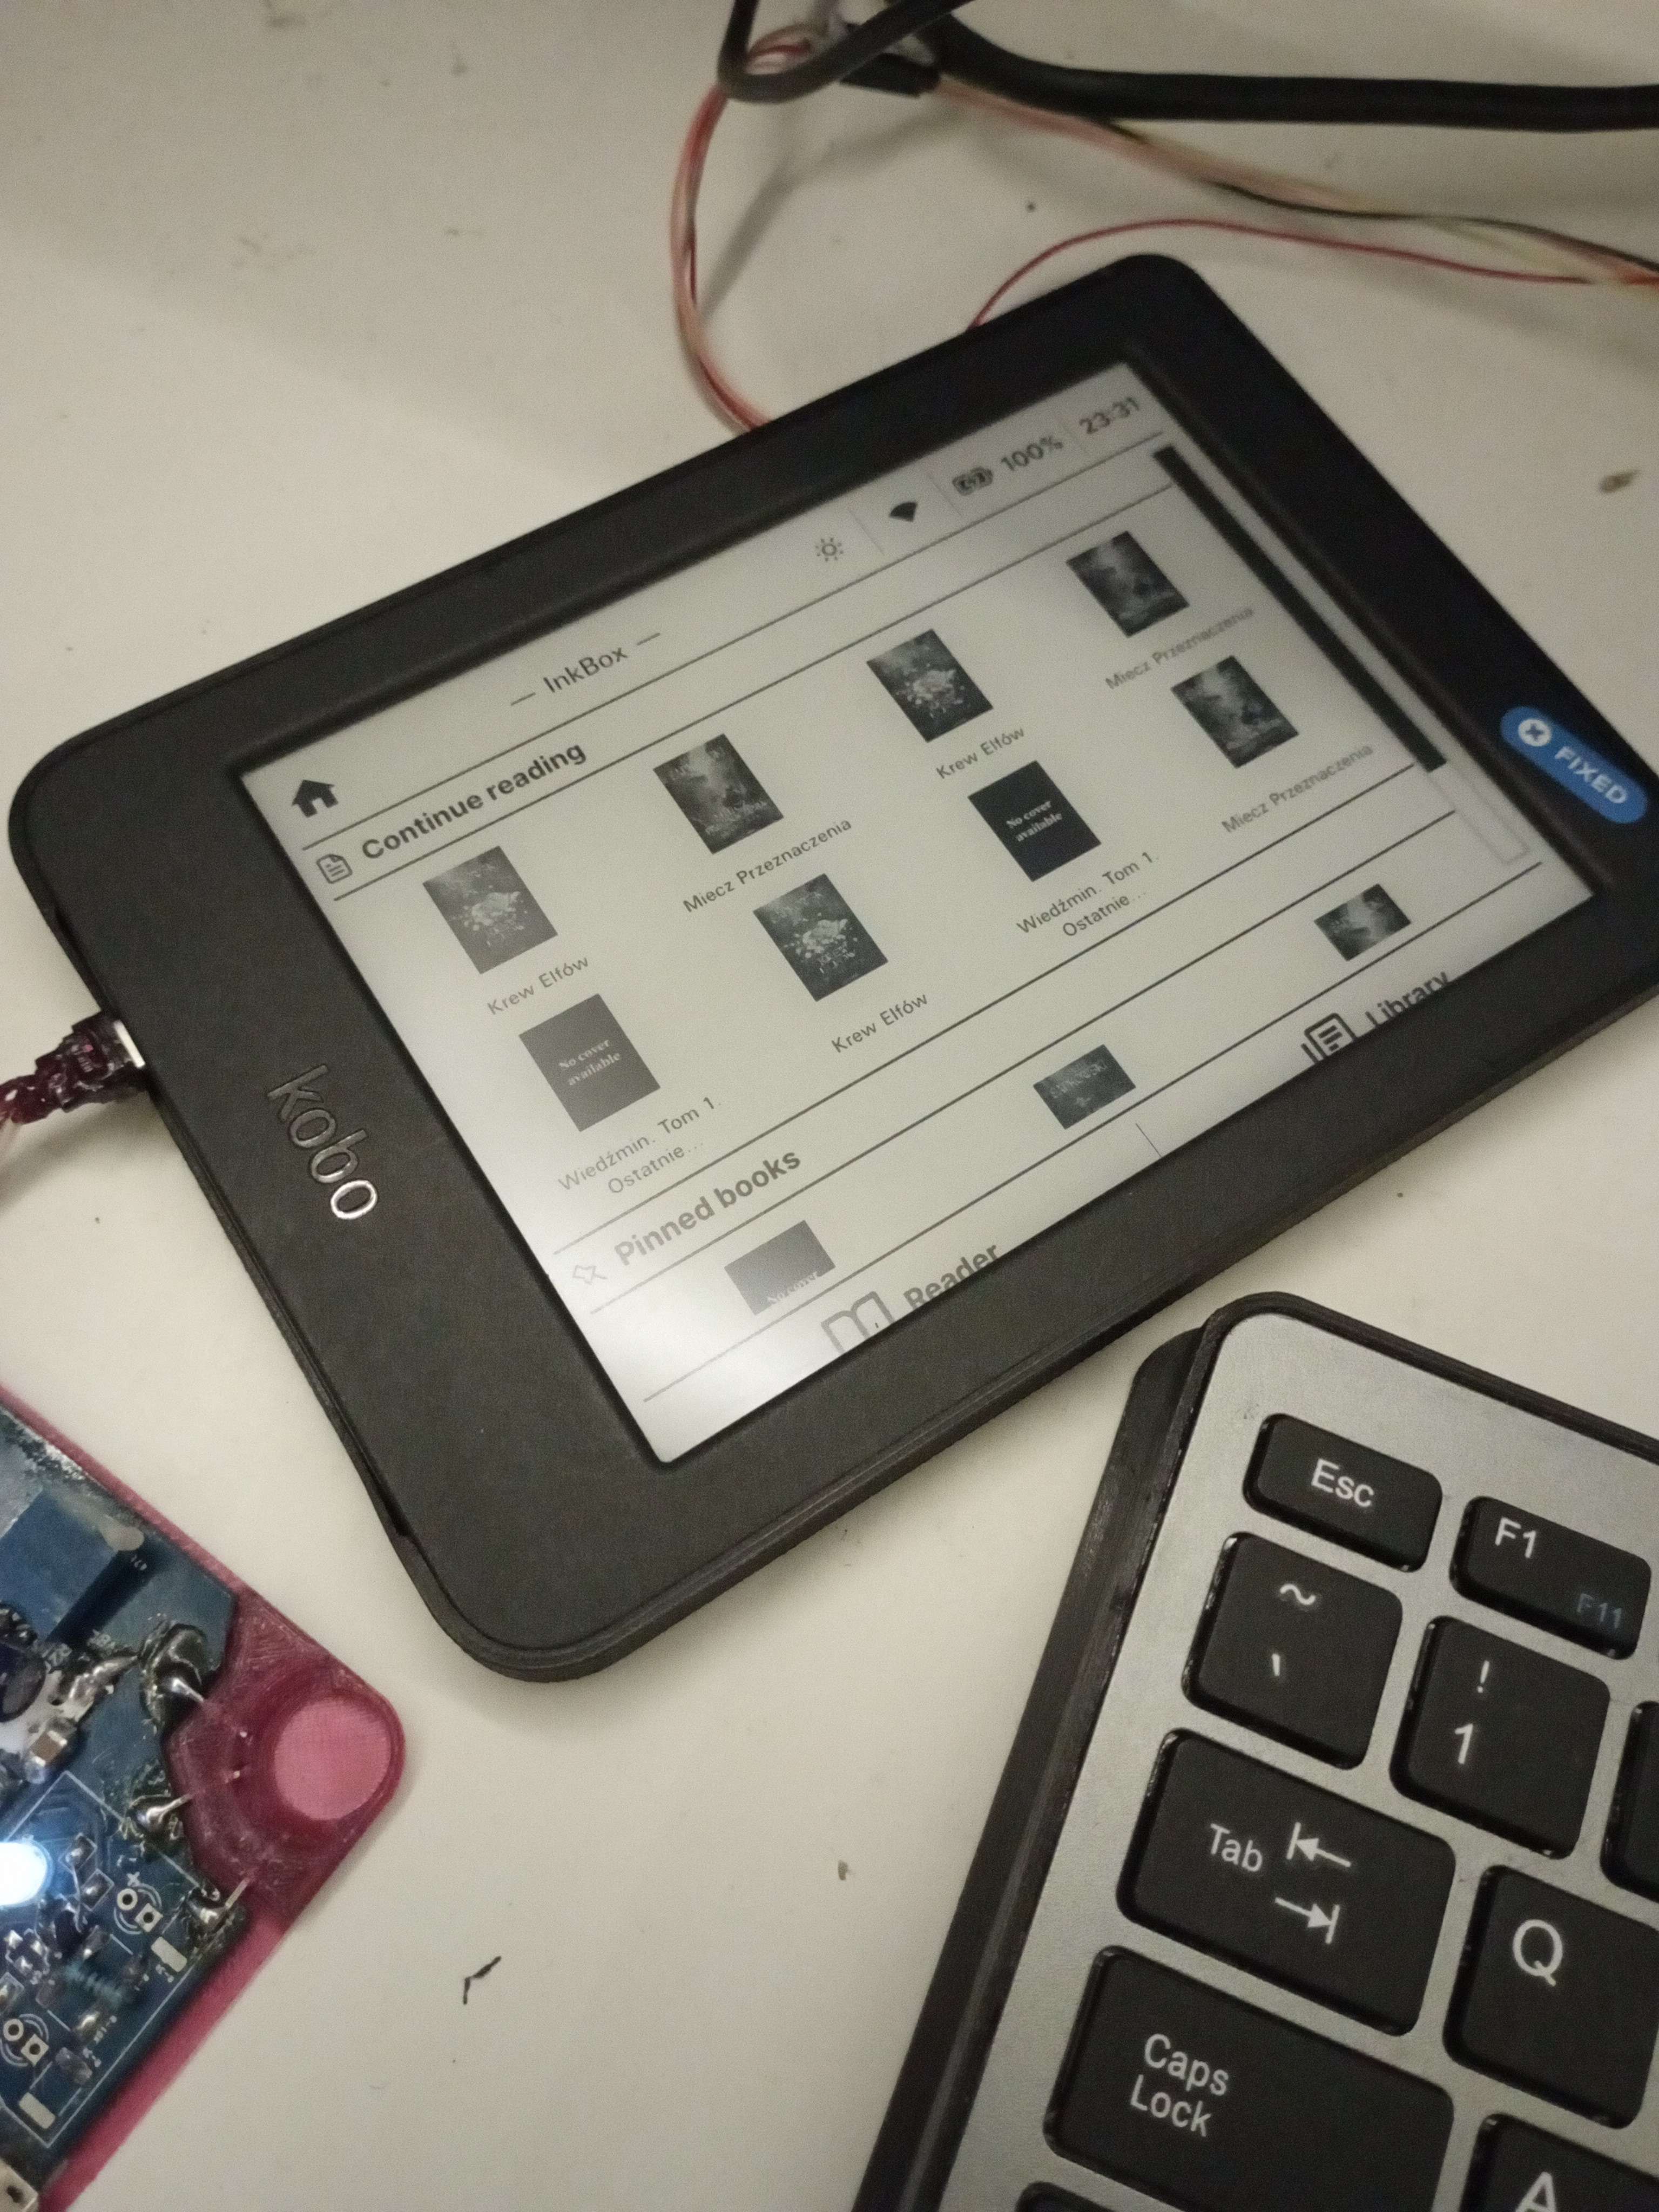 — InkBox —
100%
23:31
Continue reading
Krew Elfów
Miecz Przeznaczenia
Krew Elfów
Miecz Przeznaczenia
No cover
available
Wiedźmin. Tom 1.
Ostatnie...
Krew Elfów
No cover
available
Wiedźmin. Tom 1.
Ostatnie...
Miecz Przeznaczenia
Pinned books
No cover
Reader
Library
kobo
FIXED
Esc
F1
F11
~
`
!
1
Tab
Q
Caps
Lock
A